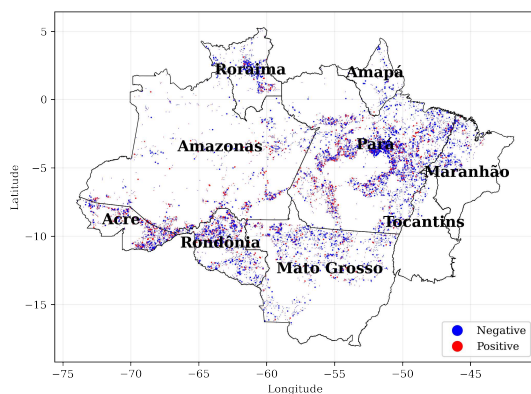 5
0
−5
−10
−15
Latitude
−75
−70
−65
−60
−55
−50
−45
Longitude
Roraima
Amapá
Amazonas
Pará
Maranhão
Acre
Rondônia
Tocantins
Mato Grosso
Negative
Positive